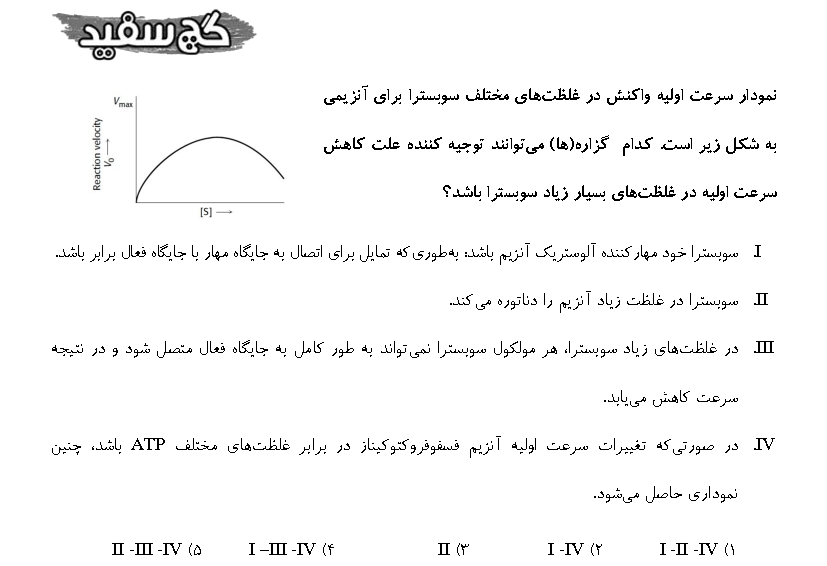 گچ سفید
نمودار سرعت اولیه واکنش در غلظت‌های مختلف سوبسترا برای آنزیمی
به شکل زیر است. کدام گزاره(ها) می‌توانند توجیه کننده علت کاهش
سرعت اولیه در غلظت‌های بسیار زیاد سوبسترا باشد؟
Vmax
Reaction velocity
V0
[S]
I. سوبسترا خود مهارکننده آلوستریک آنزیم باشد: به‌طوری‌که تمایل برای اتصال به جایگاه مهار با جایگاه فعال برابر باشد.
II. سوبسترا در غلظت زیاد آنزیم را دناتوره می‌کند.
III. در غلظت‌های زیاد سوبسترا، هر مولکول سوبسترا نمی‌تواند به طور کامل به جایگاه فعال متصل شود و در نتیجه
سرعت کاهش می‌یابد.
IV. در صورتی‌که تغییرات سرعت اولیه آنزیم فسفوفروکتوکیناز در برابر غلظت‌های مختلف ATP باشد، چنین
نموداری حاصل می‌شود.
۱) I -II -IV ۲) I -IV ۳) II ۴) I –III -IV ۵) II -III -IV